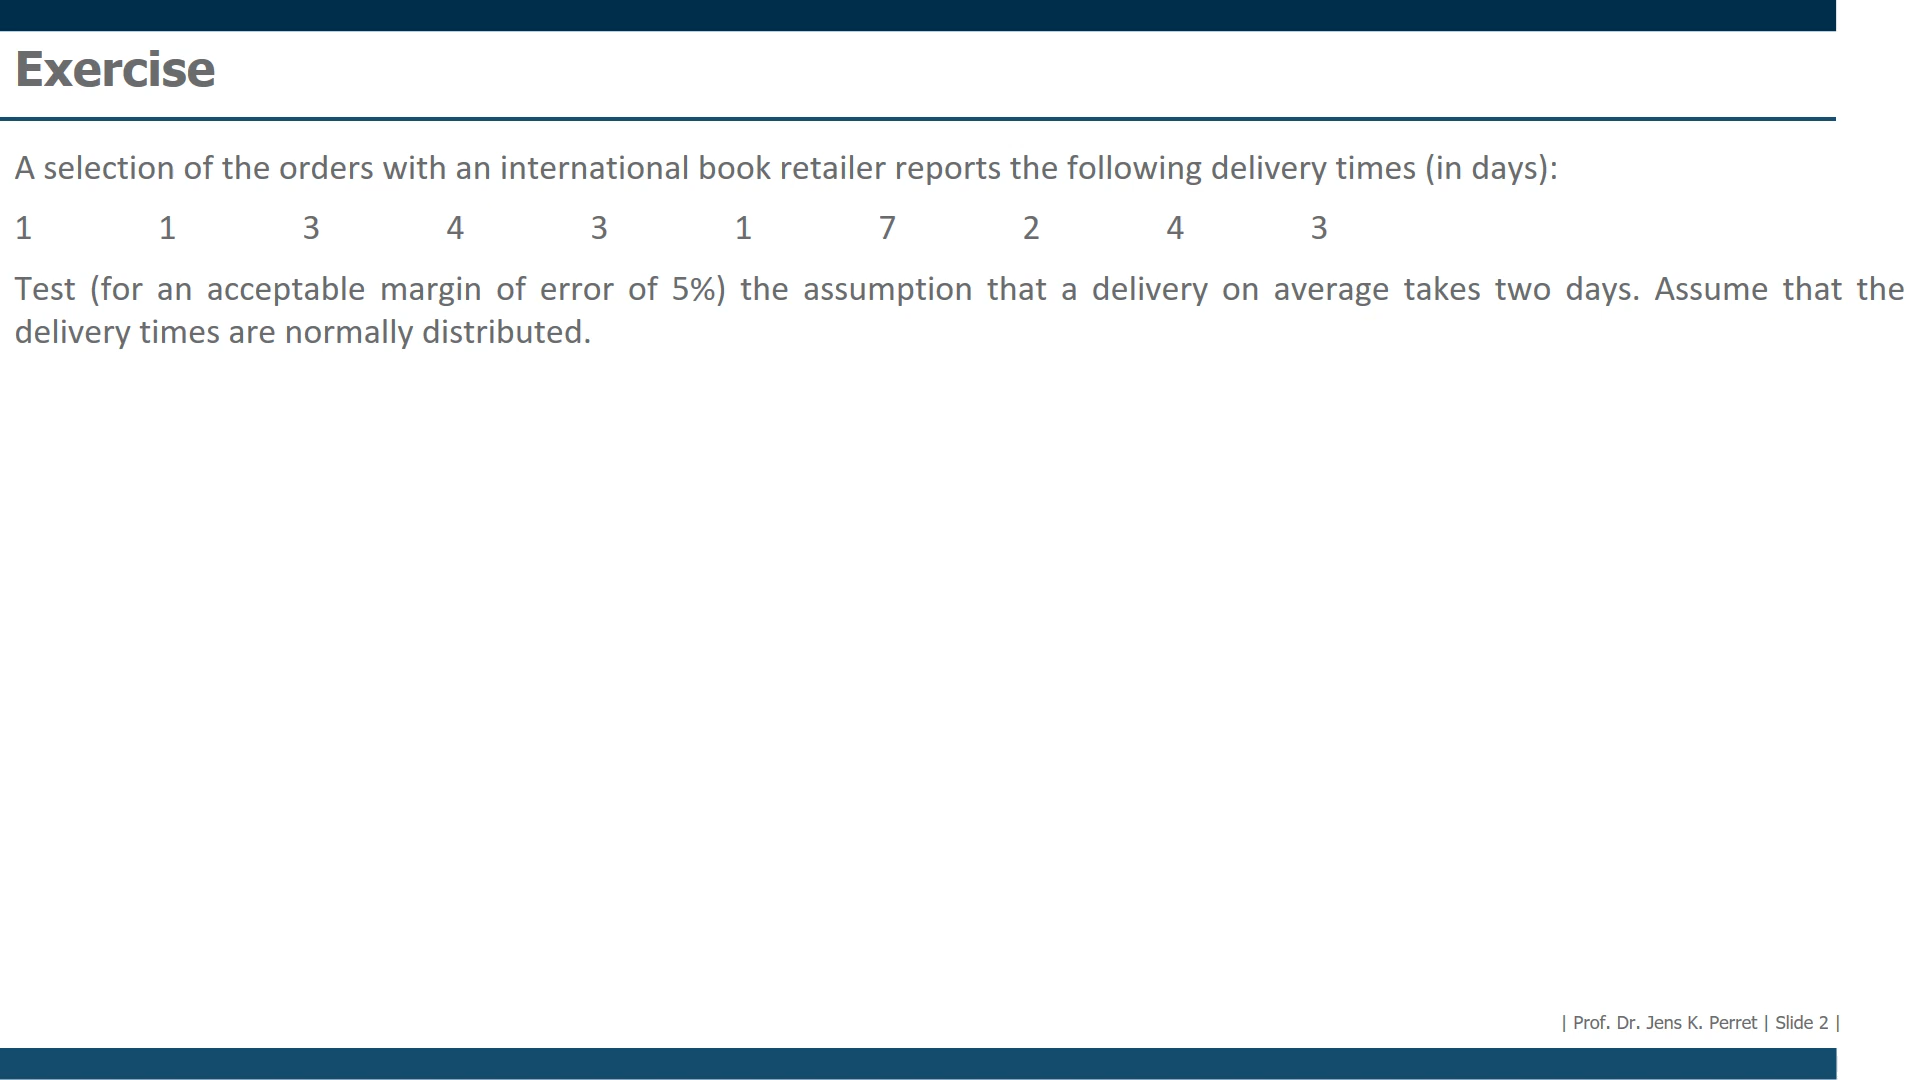 Exercise
A selection of the orders with an international book retailer reports the following delivery times (in days):
1 1 3 4 3 1 7 2 4 3
Test (for an acceptable margin of error of 5%) the assumption that a delivery on average takes two days. Assume that the
delivery times are normally distributed.
| Prof. Dr. Jens K. Perret | Slide 2 |